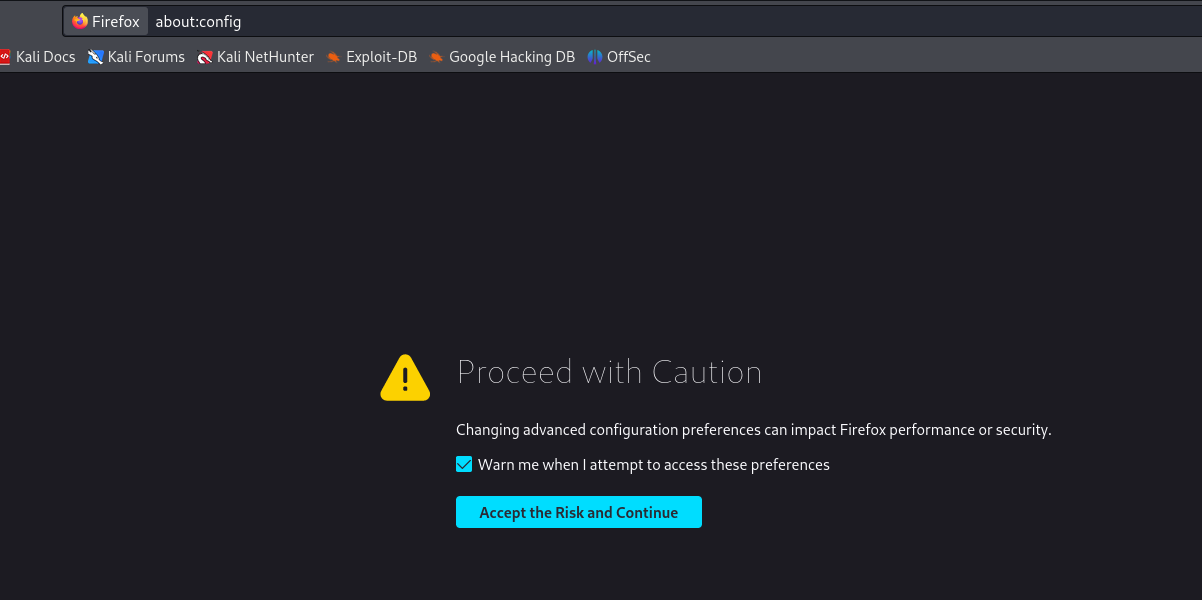 Firefox about:config
Kali Docs Kali Forums Kali NetHunter Exploit-DB Google Hacking DB OffSec
Proceed with Caution
Changing advanced configuration preferences can impact Firefox performance or security.
Warn me when I attempt to access these preferences
Accept the Risk and Continue